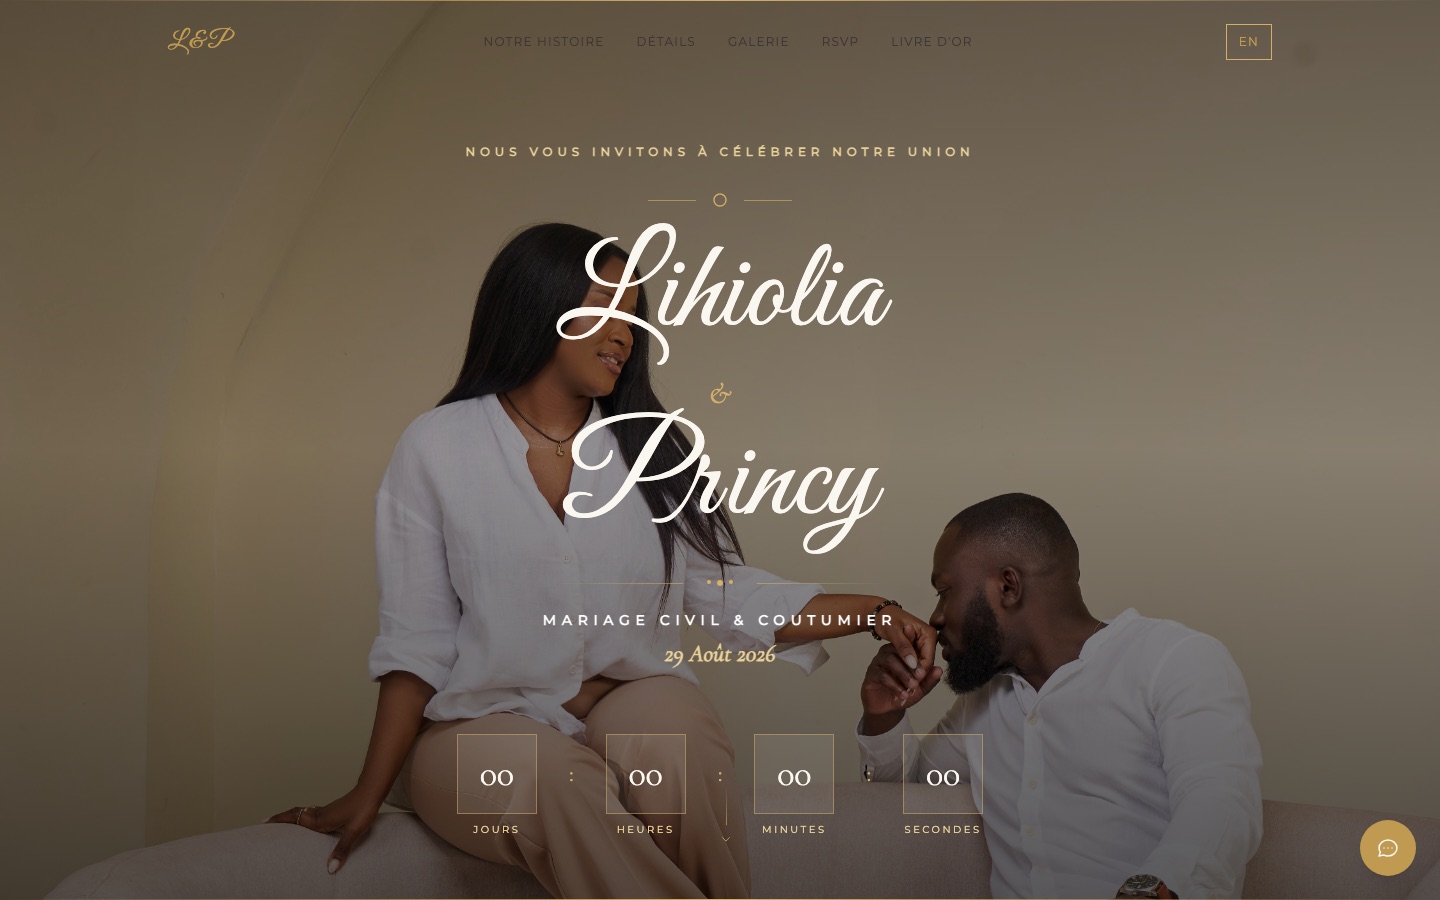 L&P
NOTRE HISTOIRE DÉTAILS GALERIE RSVP LIVRE D'OR
EN
NOUS VOUS INVITONS À CÉLÉBRER NOTRE UNION
Lihiolia
&
Princy
MARIAGE CIVIL & COUTUMIER
29 Août 2026
00 : 00 : 00 : 00
JOURS HEURES MINUTES SECONDES